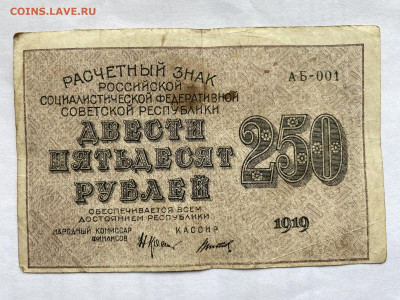 COINS.LAVE.RU
РАСЧЕТНЫЙ ЗНАК
РОССИЙСКОЙ
СОЦИАЛИСТИЧЕСКОЙ ФЕДЕРАТИВНОЙ
СОВЕТСКОЙ РЕСПУБЛИКИ
АБ-001
ДВЕСТИ
ПЯТЬДЕСЯТ
РУБЛЕЙ
250
ОБЕСПЕЧИВАЕТСЯ ВСЕМ
ДОСТОЯНИЕМ РЕСПУБЛИКИ
1919
НАРОДНЫЙ КОМИССАР
ФИНАНСОВ
КАССИР